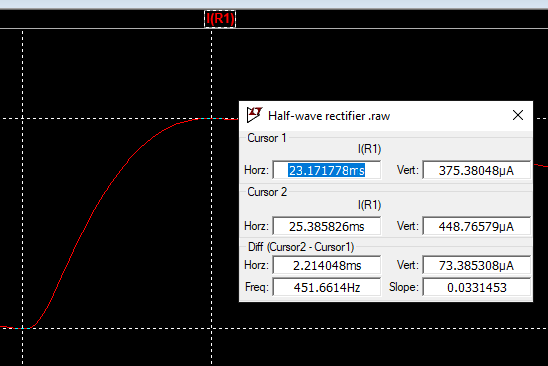 I(R1)
Half-wave rectifier .raw
Cursor 1
I(R1)
Horz: 23.171778ms Vert: 375.38048µA
Cursor 2
I(R1)
Horz: 25.385826ms Vert: 448.76579µA
Diff (Cursor2 - Cursor1)
Horz: 2.214048ms Vert: 73.385308µA
Freq: 451.6614Hz Slope: 0.0331453